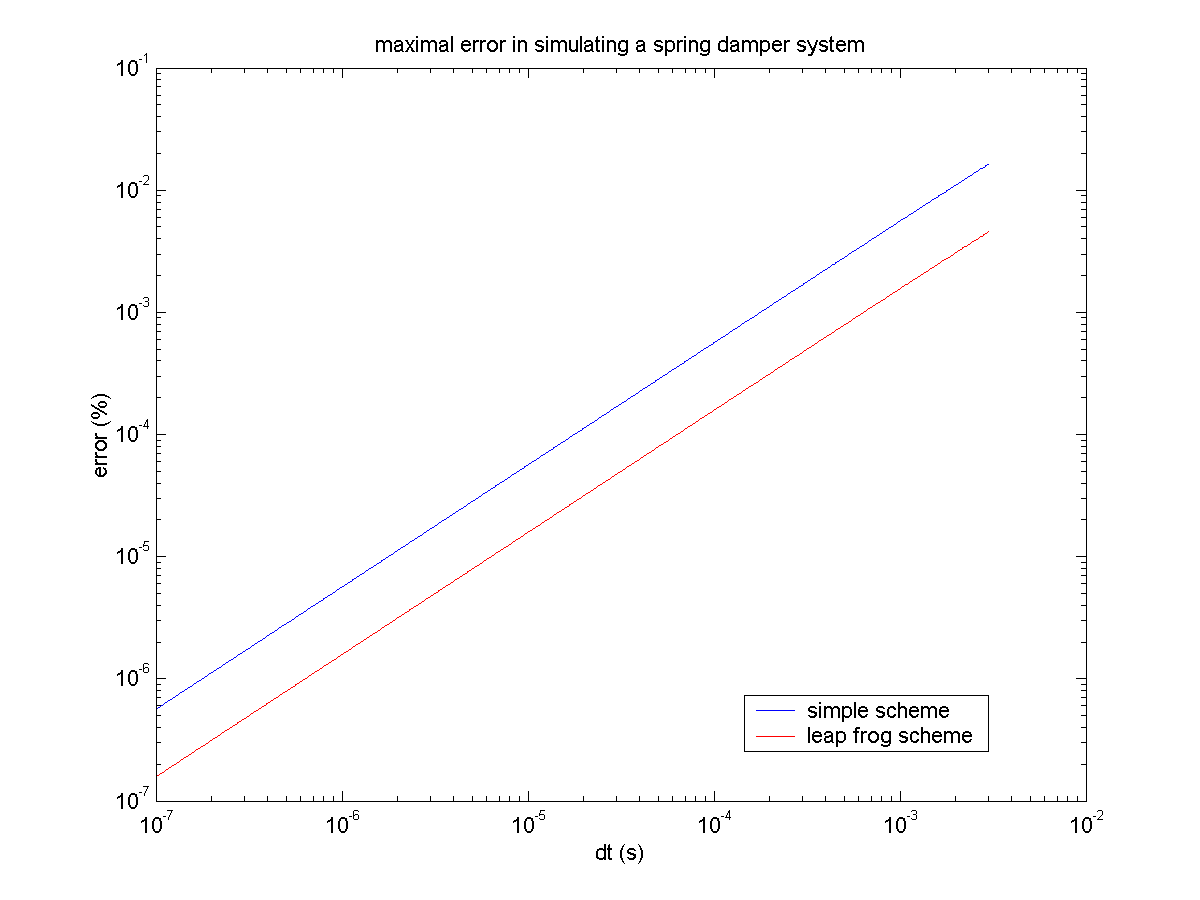 maximal error in simulating a spring damper system
10^-1
10^-2
10^-3
10^-4
10^-5
10^-6
10^-7
error (%)
simple scheme
leap frog scheme
10^-7 10^-6 10^-5 10^-4 10^-3 10^-2
dt (s)